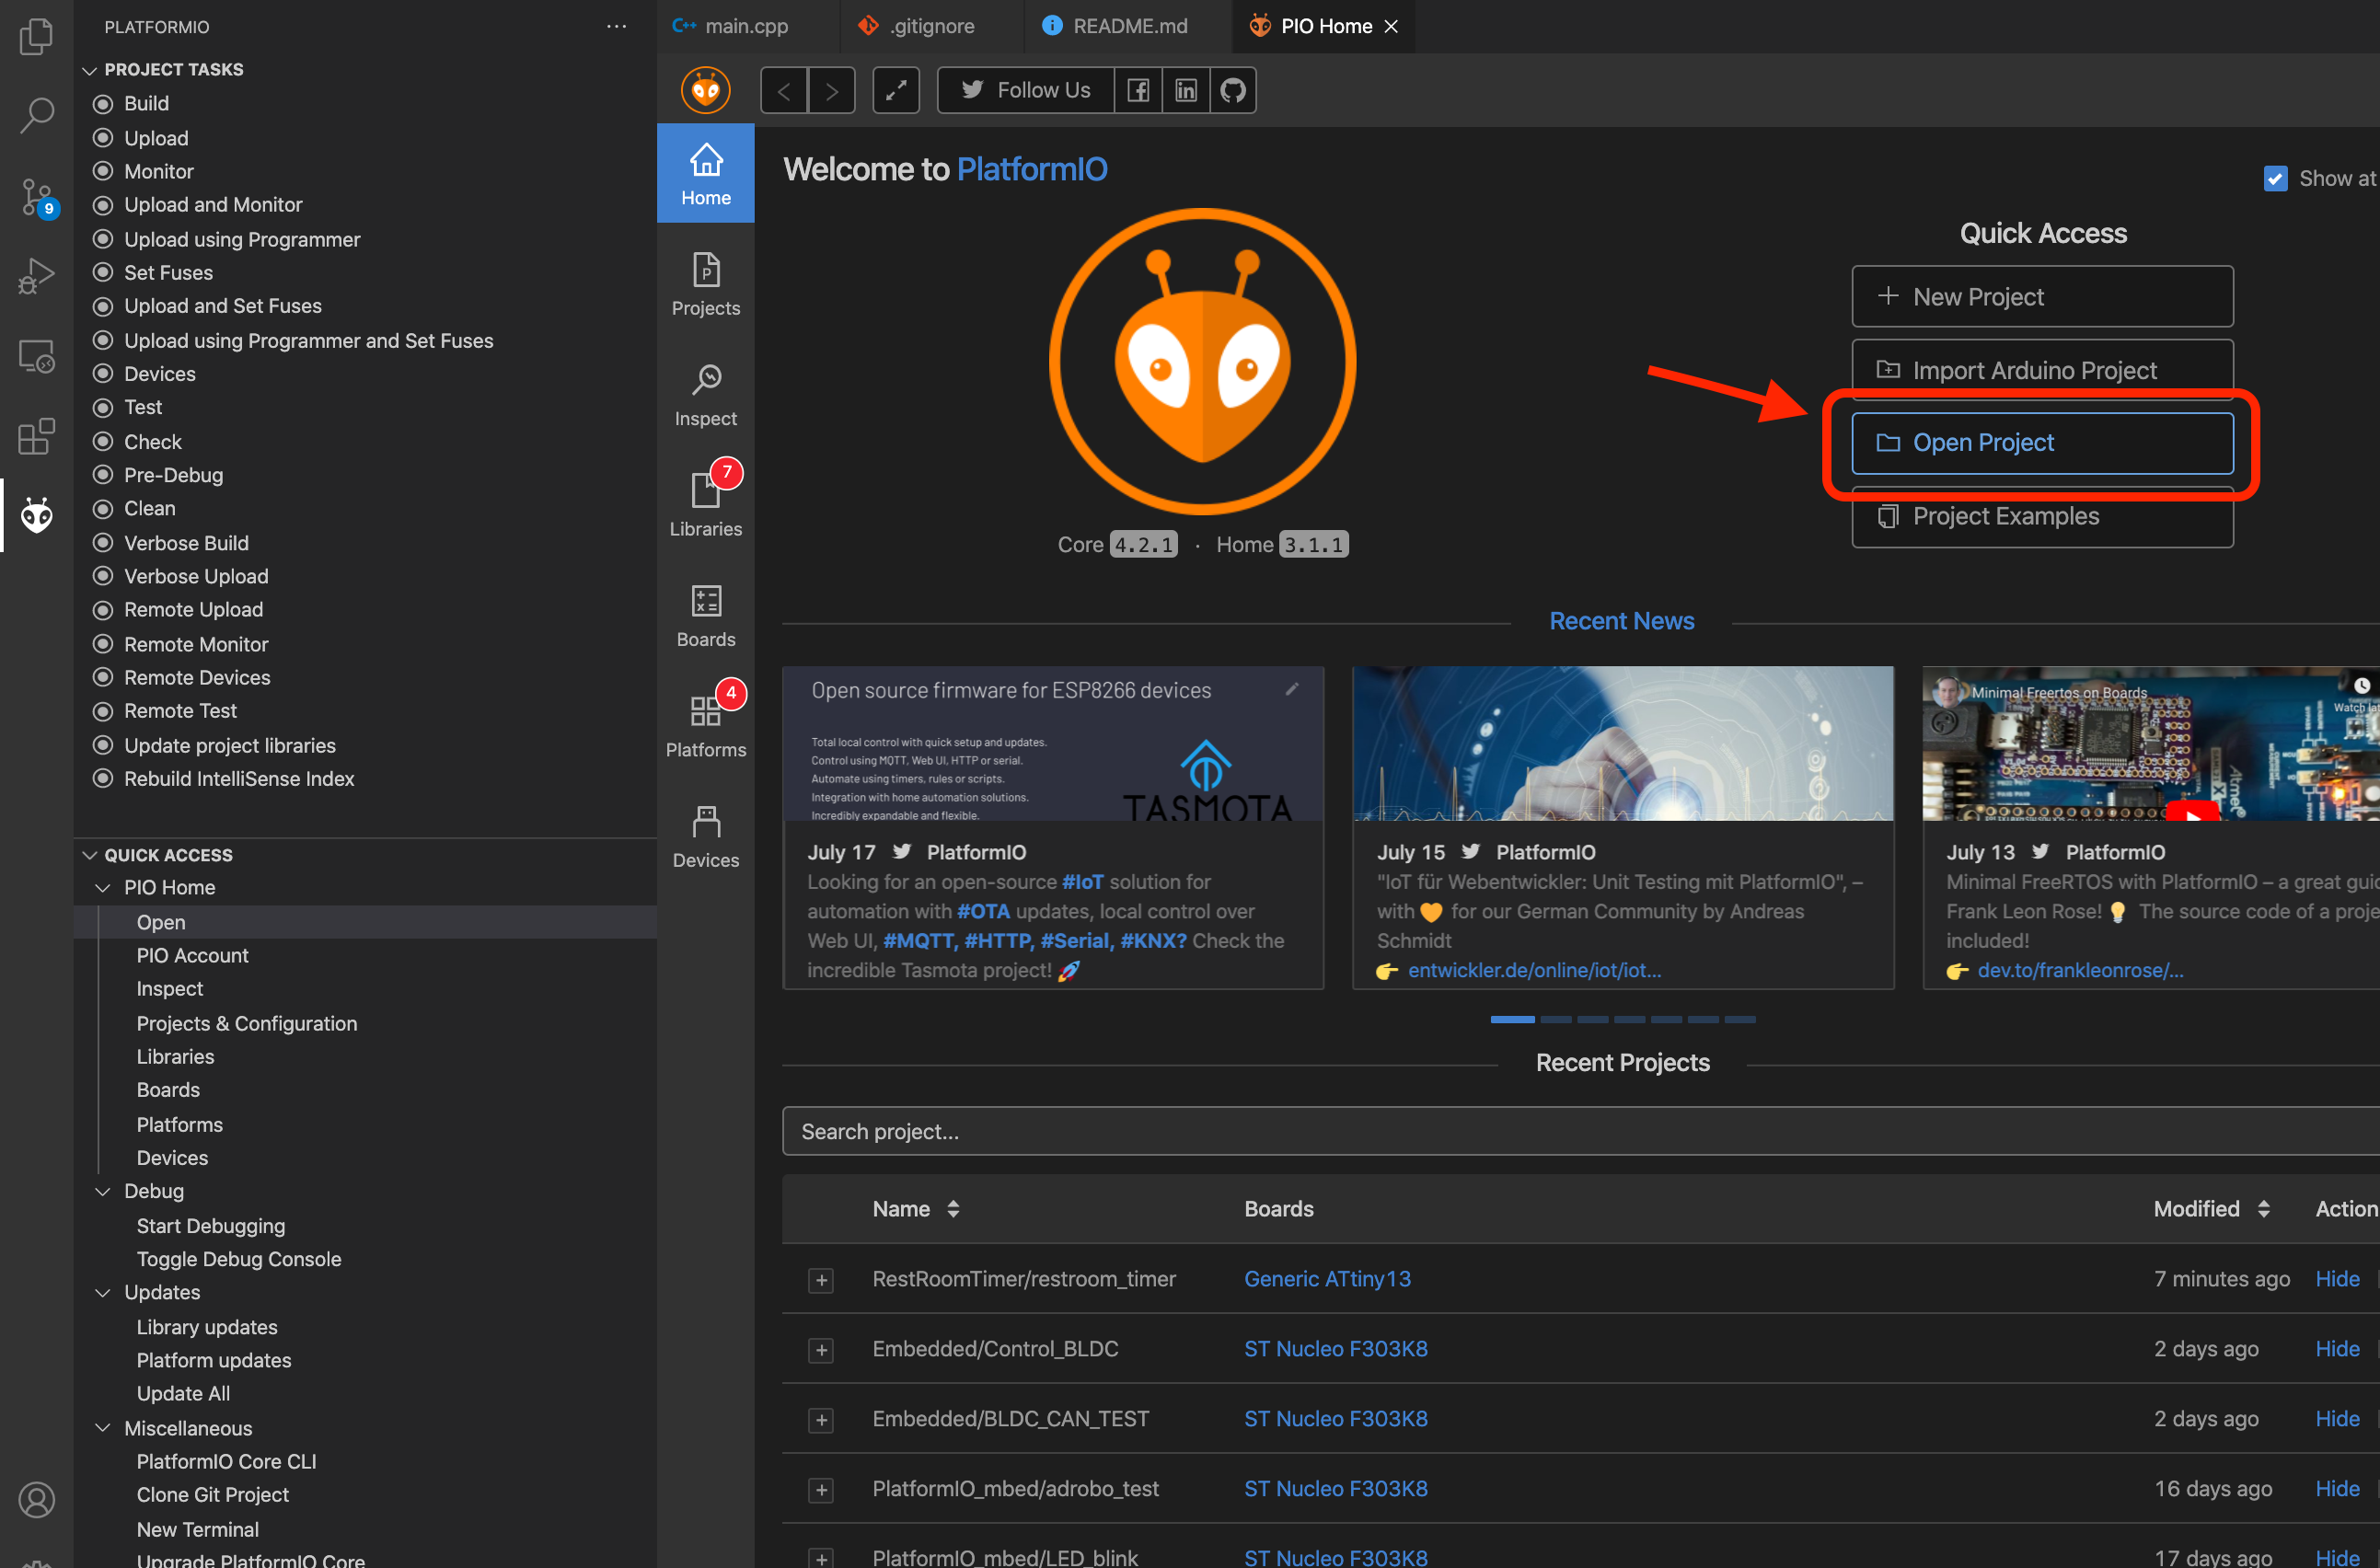 PLATFORMIO
PROJECT TASKS
Build
Upload
Monitor
Upload and Monitor
Upload using Programmer
Set Fuses
Upload and Set Fuses
Upload using Programmer and Set Fuses
Devices
Test
Check
Pre-Debug
Clean
Verbose Build
Verbose Upload
Remote Upload
Remote Monitor
Remote Devices
Remote Test
Update project libraries
Rebuild IntelliSense Index
QUICK ACCESS
PIO Home
Open
PIO Account
Inspect
Projects & Configuration
Libraries
Boards
Platforms
Devices
Debug
Start Debugging
Toggle Debug Console
Updates
Library updates
Platform updates
Update All
Miscellaneous
PlatformIO Core CLI
Clone Git Project
New Terminal
Upgrade PlatformIO Core
9
C++ main.cpp
.gitignore
README.md
PIO Home
Follow Us
Home
Projects
Inspect
7
Libraries
Boards
4
Platforms
Devices
Welcome to PlatformIO
Show at
Core 4.2.1 · Home 3.1.1
Quick Access
New Project
Import Arduino Project
Open Project
Project Examples
Recent News
Open source firmware for ESP8266 devices
Total local control with quick setup and updates.
Control using MQTT, Web UI, HTTP or serial.
Automate using timers, rules or scripts.
Integration with home automation solutions.
Incredibly expandable and flexible.
TASMOTA
July 17 PlatformIO
Looking for an open-source #IoT solution for
automation with #OTA updates, local control over
Web UI, #MQTT, #HTTP, #Serial, #KNX? Check the
incredible Tasmota project! 🚀
July 15 PlatformIO
"IoT für Webentwickler: Unit Testing mit PlatformIO", –
with 🧡 for our German Community by Andreas
Schmidt
👉 entwickler.de/online/iot/iot...
Minimal Freertos on Boards
Watch lat
Atmel
July 13 PlatformIO
Minimal FreeRTOS with PlatformIO – a great guid
Frank Leon Rose! 💡 The source code of a proje
included!
👉 dev.to/frankleonrose/...
Recent Projects
Search project...
Name Boards Modified Action
RestRoomTimer/restroom_timer Generic ATtiny13 7 minutes ago Hide
Embedded/Control_BLDC ST Nucleo F303K8 2 days ago Hide
Embedded/BLDC_CAN_TEST ST Nucleo F303K8 2 days ago Hide
PlatformIO_mbed/adrobo_test ST Nucleo F303K8 16 days ago Hide
PlatformIO_mbed/LED_blink ST Nucleo F303K8 17 days ago Hide